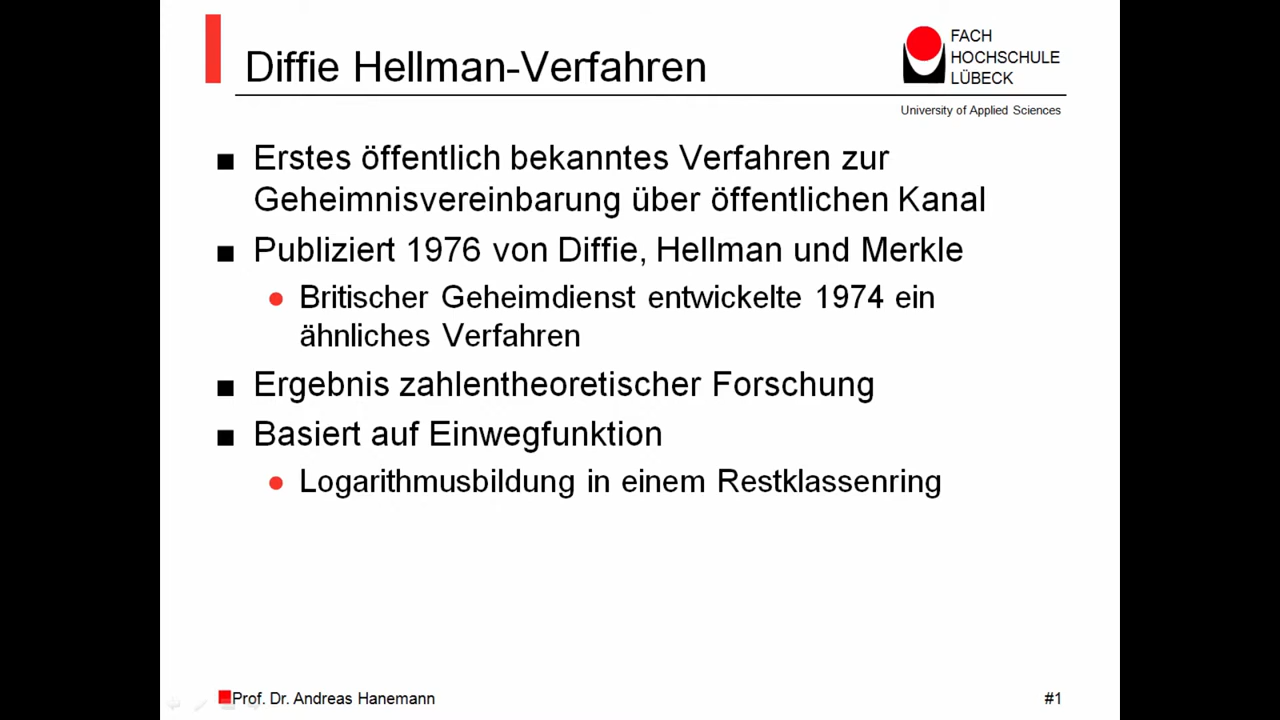 Diffie Hellman-Verfahren
FACH
HOCHSCHULE
LÜBECK
University of Applied Sciences
Erstes öffentlich bekanntes Verfahren zur
Geheimnisvereinbarung über öffentlichen Kanal
Publiziert 1976 von Diffie, Hellman und Merkle
Britischer Geheimdienst entwickelte 1974 ein
ähnliches Verfahren
Ergebnis zahlentheoretischer Forschung
Basiert auf Einwegfunktion
Logarithmusbildung in einem Restklassenring
Prof. Dr. Andreas Hanemann
#1